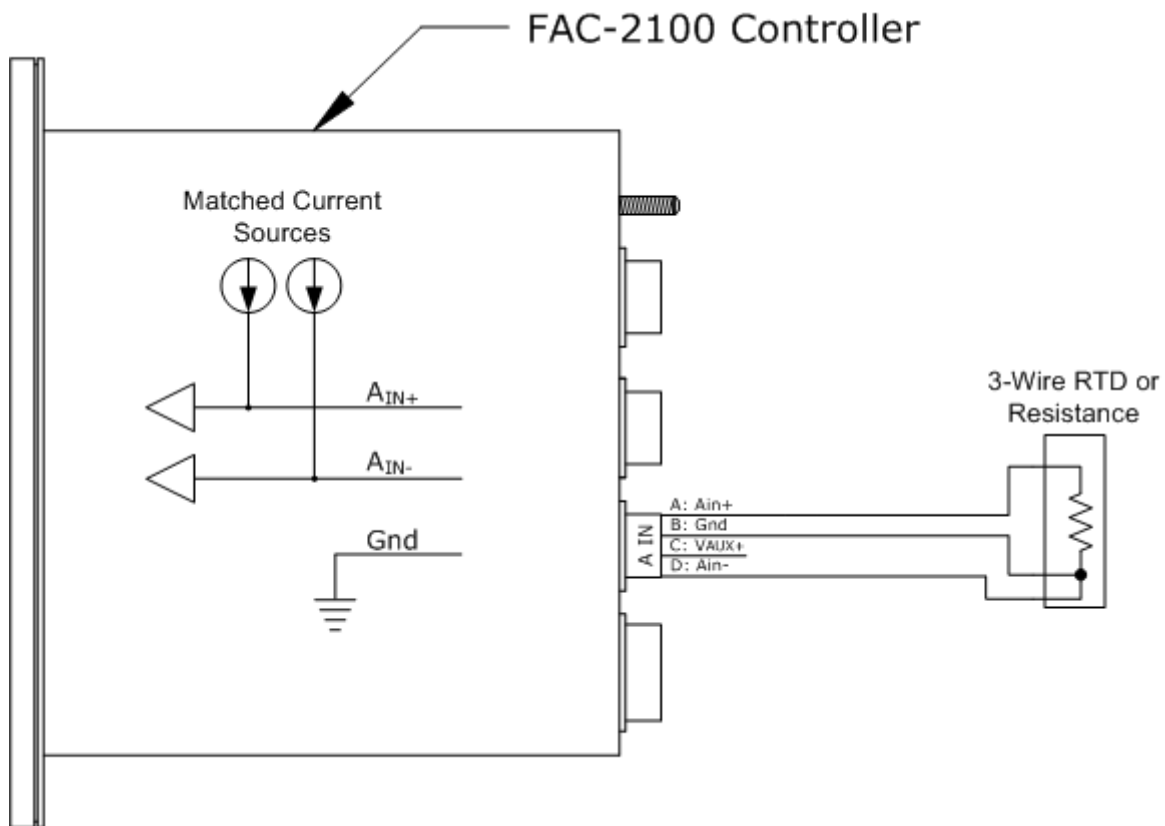 FAC-2100 Controller
Matched Current
Sources
AIN+
AIN-
Gnd
3-Wire RTD or
Resistance
A IN
A: Ain+
B: Gnd
C: VAUX+
D: Ain-